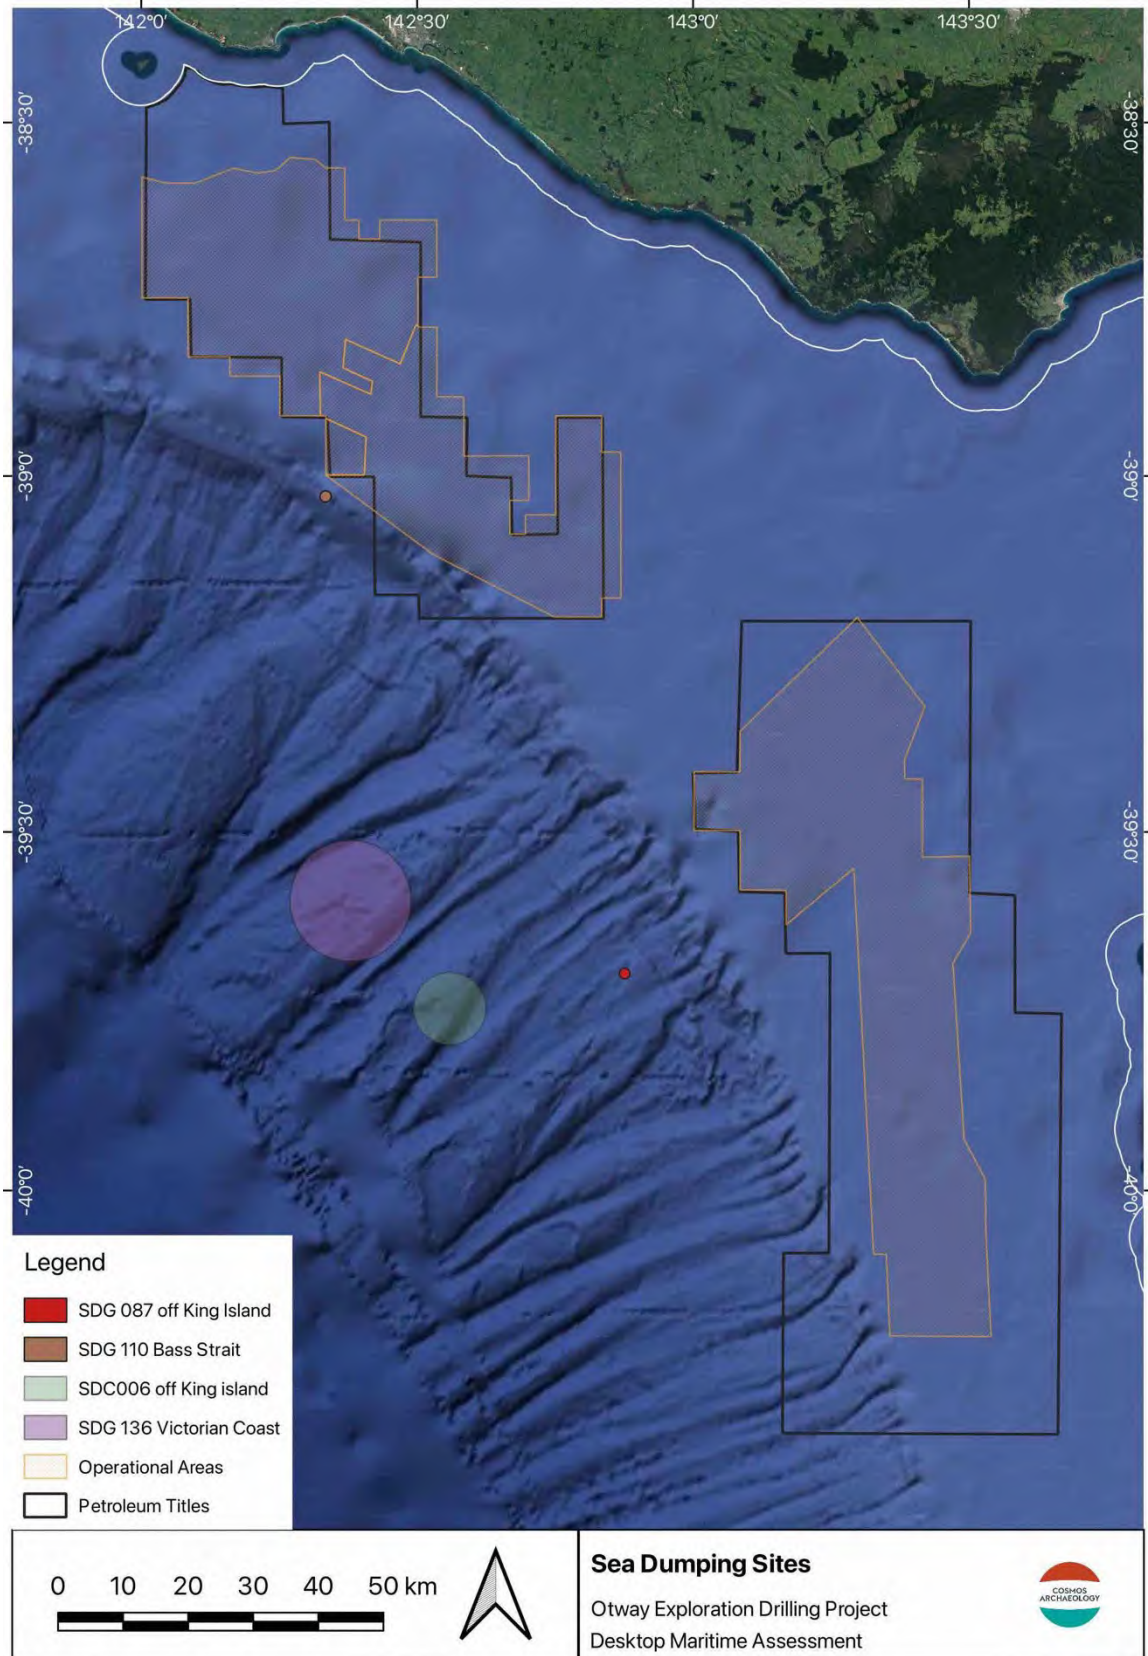 142°0'
142°30'
143°0'
143°30'
-38°30'
-38°30'
-39°0'
-39°0'
-39°30'
-39°30'
-40°0'
-40°0'
Legend
SDG 087 off King Island
SDG 110 Bass Strait
SDC006 off King island
SDG 136 Victorian Coast
Operational Areas
Petroleum Titles
0 10 20 30 40 50 km
Sea Dumping Sites
Otway Exploration Drilling Project
Desktop Maritime Assessment
COSMOS
ARCHAEOLOGY